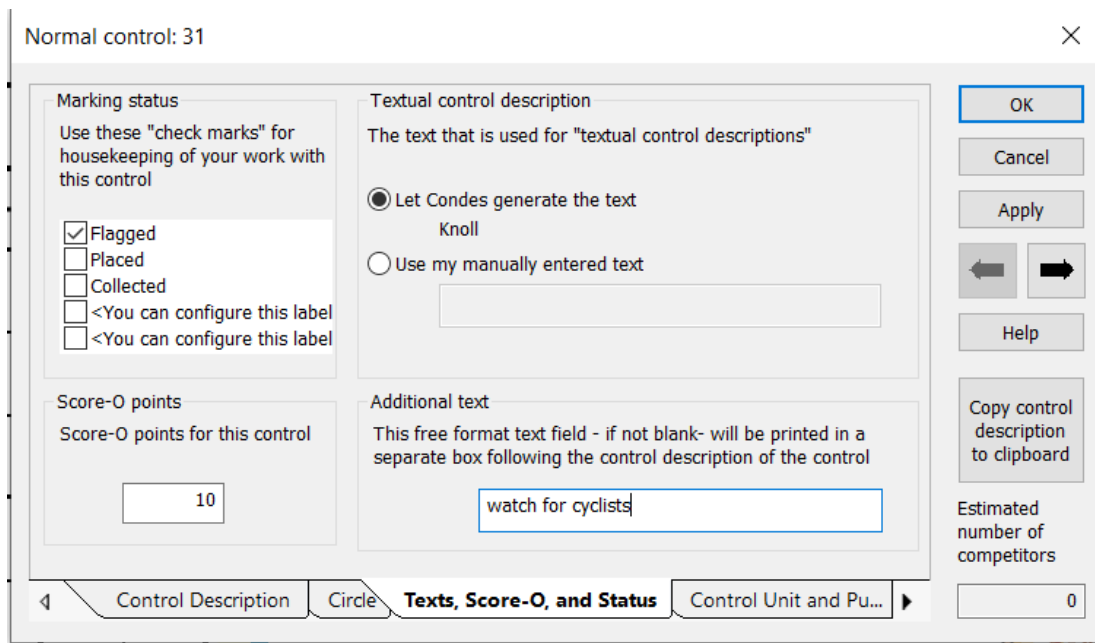 Normal control: 31
Marking status
Use these "check marks" for
housekeeping of your work with
this control
Flagged
Placed
Collected
<You can configure this label
<You can configure this label
Textual control description
The text that is used for "textual control descriptions"
Let Condes generate the text
Knoll
Use my manually entered text
Score-O points
Score-O points for this control
10
Additional text
This free format text field - if not blank- will be printed in a
separate box following the control description of the control
watch for cyclists
OK
Cancel
Apply
Help
Copy control
description
to clipboard
Estimated
number of
competitors
0
Control Description
Circle
Texts, Score-O, and Status
Control Unit and Pu...